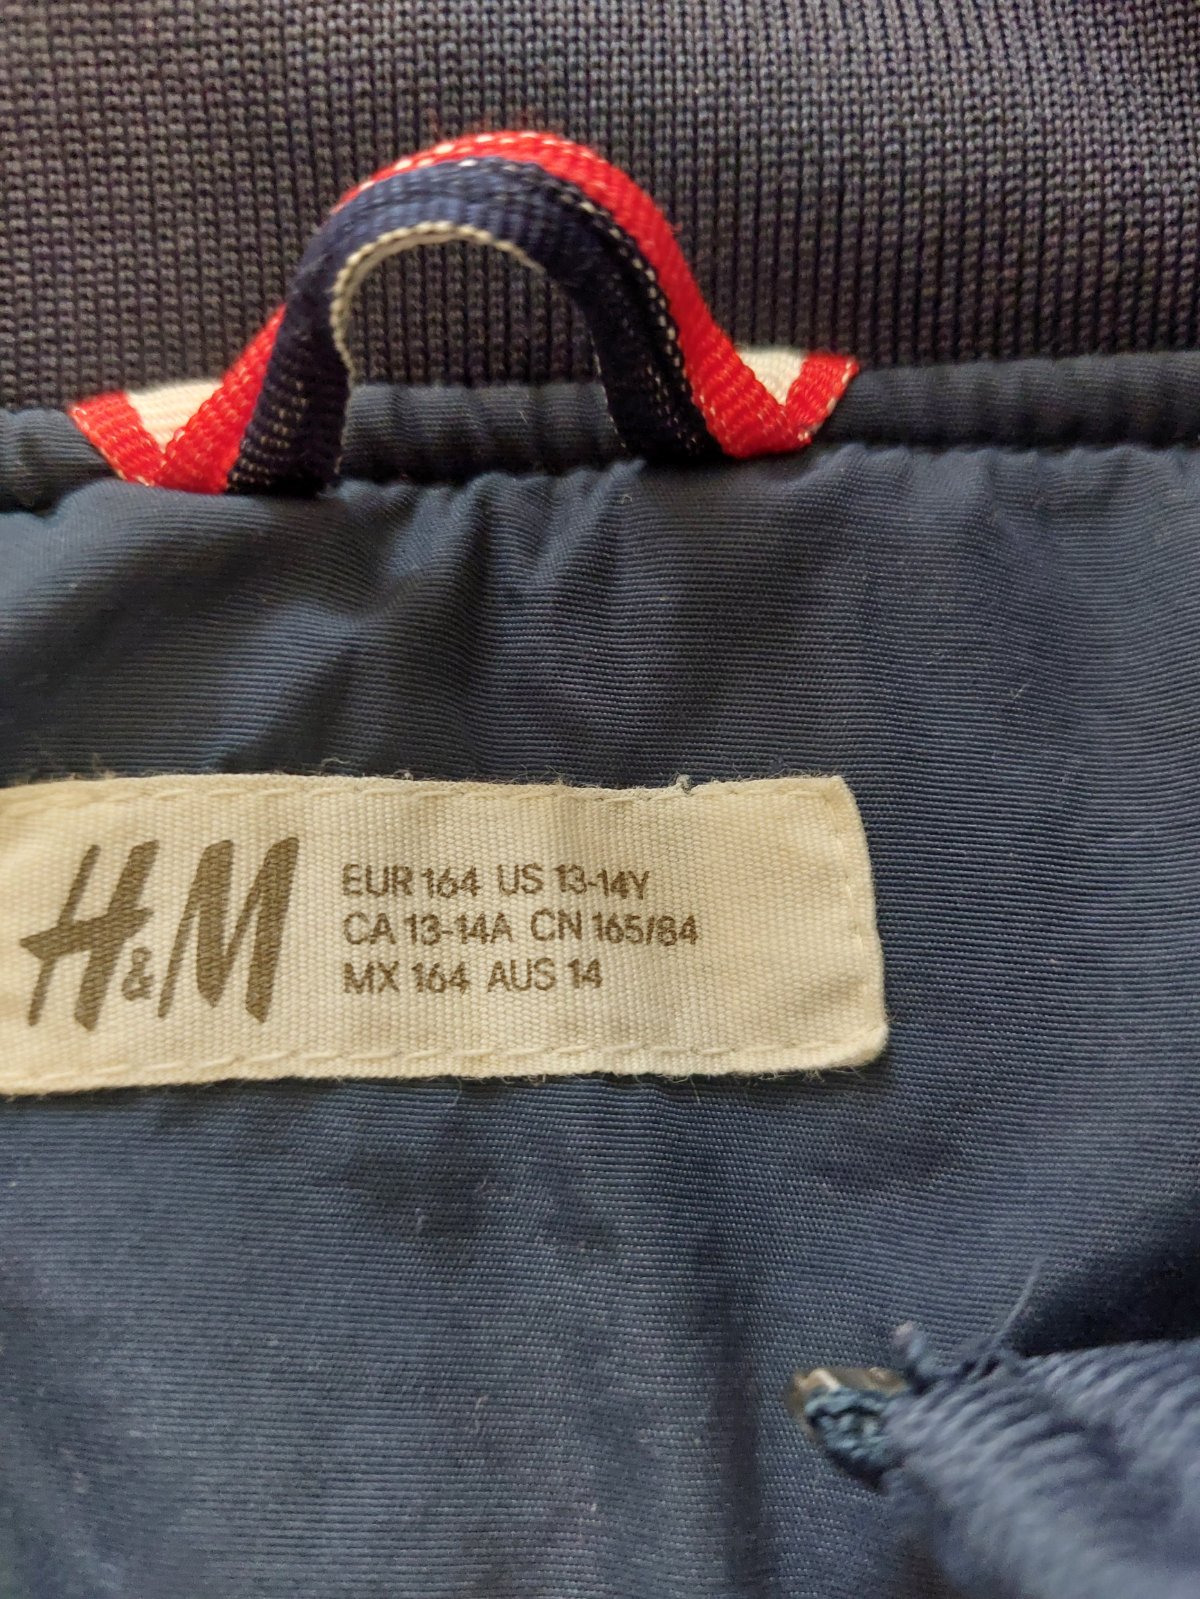 H&M
EUR 164 US 13-14Y
CA 13-14A CN 165/84
MX 164 AUS 14